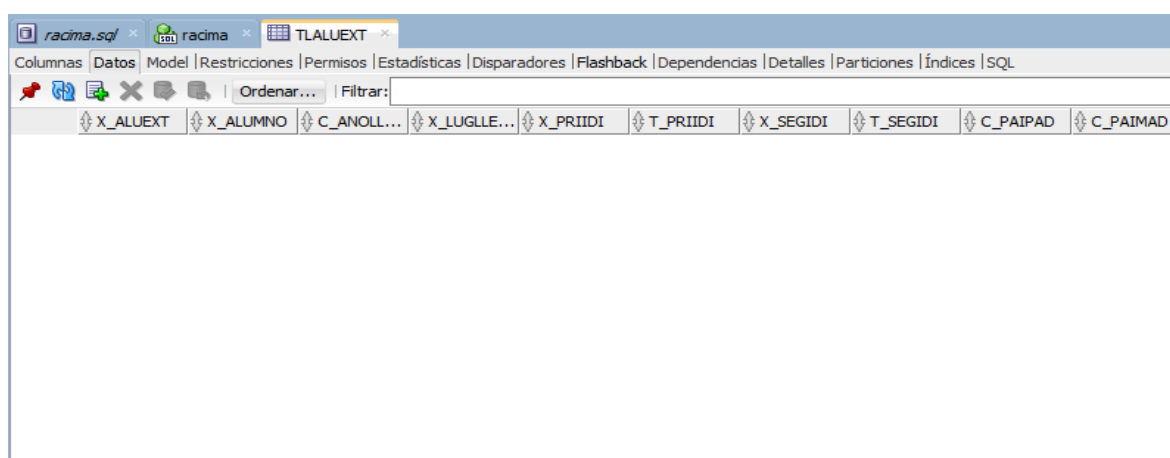 racima.sql racima TLALUEXT
Columnas Datos Model Restricciones Permisos Estadísticas Disparadores Flashback Dependencias Detalles Particiones Índices SQL
Ordenar... Filtrar:
X_ALUEXT X_ALUMNO C_ANOLL... X_LUGLLE... X_PRIIDI T_PRIIDI X_SEGIDI T_SEGIDI C_PAIPAD C_PAIMAD